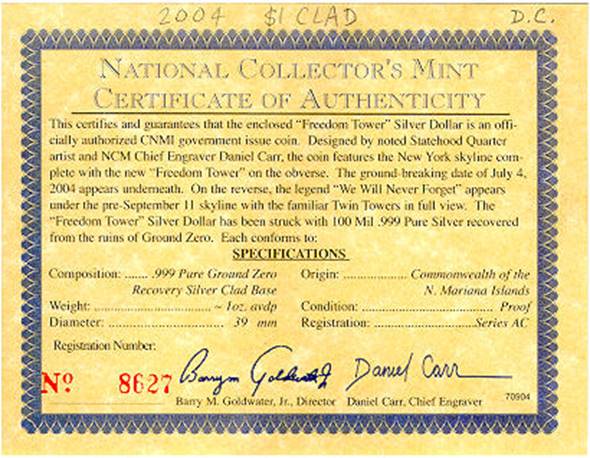 2004 $1 CLAD D.C.
NATIONAL COLLECTOR'S MINT
CERTIFICATE OF AUTHENTICITY
This certifies and guarantees that the enclosed "Freedom Tower" Silver Dollar is an offi-
cially authorized CNMI government issue coin. Designed by noted Statehood Quarter
artist and NCM Chief Engraver Daniel Carr, the coin features the New York skyline com-
plete with the new "Freedom Tower" on the obverse. The ground-breaking date of July 4,
2004 appears underneath. On the reverse, the legend "We Will Never Forget" appears
under the pre-September 11 skyline with the familiar Twin Towers in full view. The
"Freedom Tower" Silver Dollar has been struck with 100 Mil .999 Pure Silver recovered
from the ruins of Ground Zero. Each conforms to:
SPECIFICATIONS
Composition: ....... .999 Pure Ground Zero
Recovery Silver Clad Base
Weight: ................................ ~ 1oz. avdp
Diameter: ............................. 39 mm
Origin: ................ Commonwealth of the
N. Mariana Islands
Condition: ................................. Proof
Registration: .........................Series AC
Registration Number:
Nº 8627
Barry M Goldwater Jr Daniel Carr
Barry M. Goldwater, Jr., Director Daniel Carr, Chief Engraver 70904